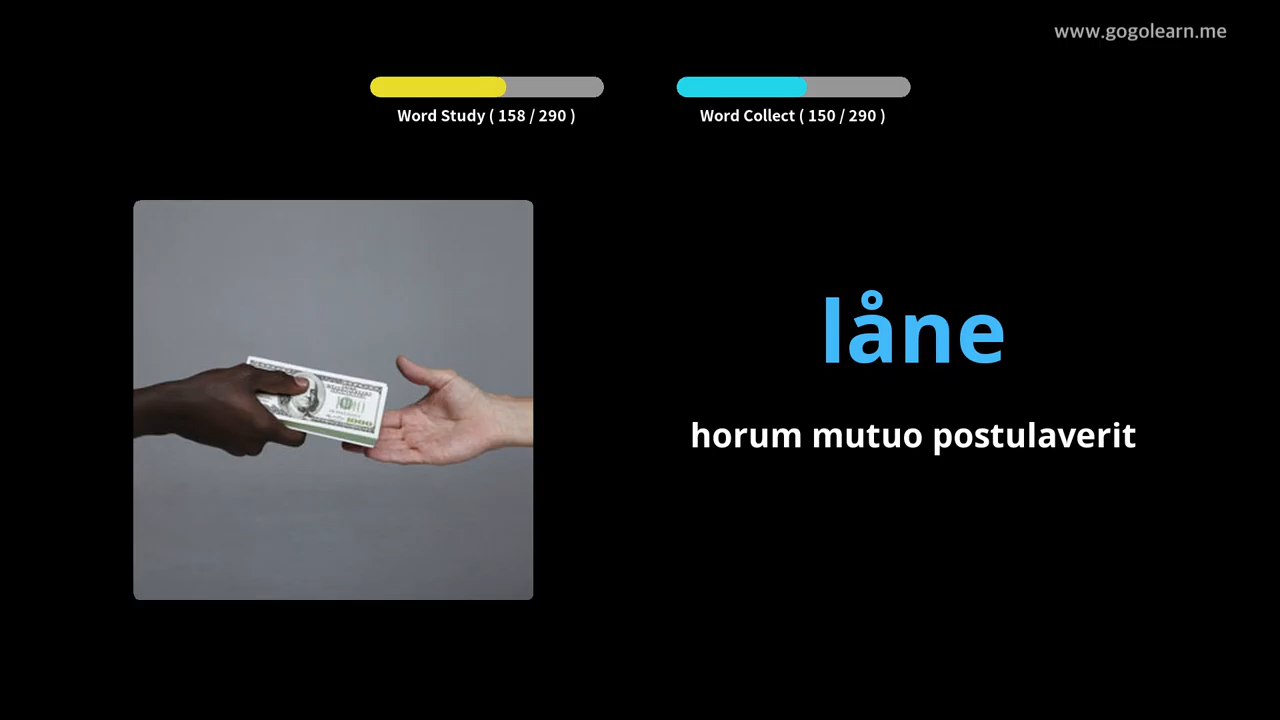 www.gogolearn.me
Word Study ( 158 / 290 )
Word Collect ( 150 / 290 )
låne
horum mutuo postulaverit